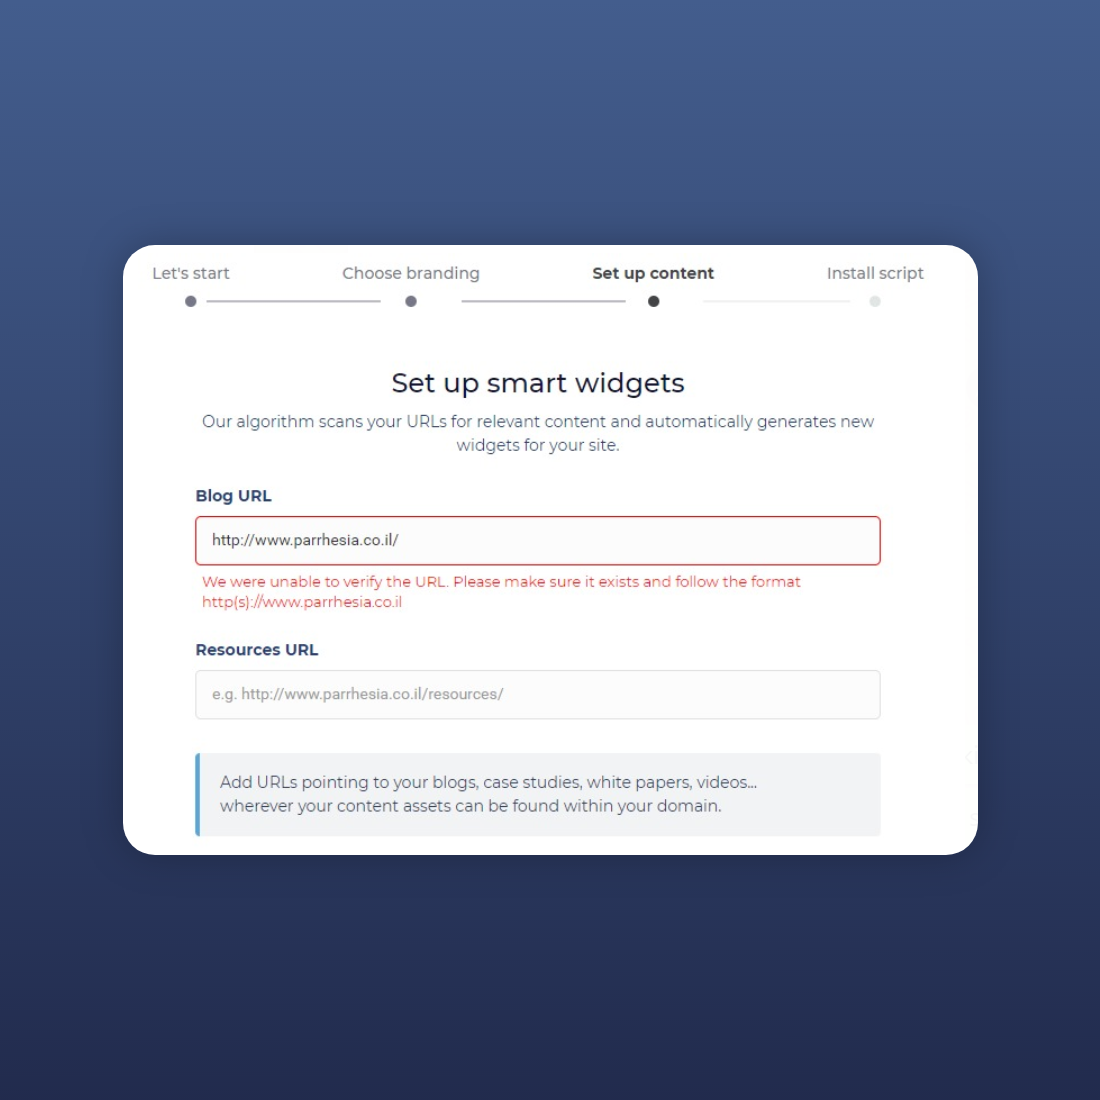 Let's start
Choose branding
Set up content
Install script
Set up smart widgets
Our algorithm scans your URLs for relevant content and automatically generates new
widgets for your site.
Blog URL
http://www.parrhesia.co.il/
We were unable to verify the URL. Please make sure it exists and follow the format
http(s)://www.parrhesia.co.il
Resources URL
e.g. http://www.parrhesia.co.il/resources/
Add URLs pointing to your blogs, case studies, white papers, videos...
wherever your content assets can be found within your domain.